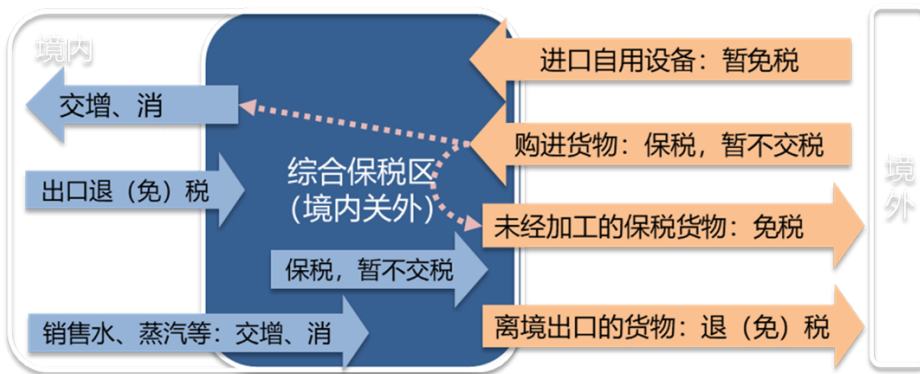 境内
进口自用设备：暂免税
交增、消
购进货物：保税，暂不交税
综合保税区
（境内关外）
出口退（免）税
境
外
未经加工的保税货物：免税
保税，暂不交税
销售水、蒸汽等：交增、消
离境出口的货物：退（免）税